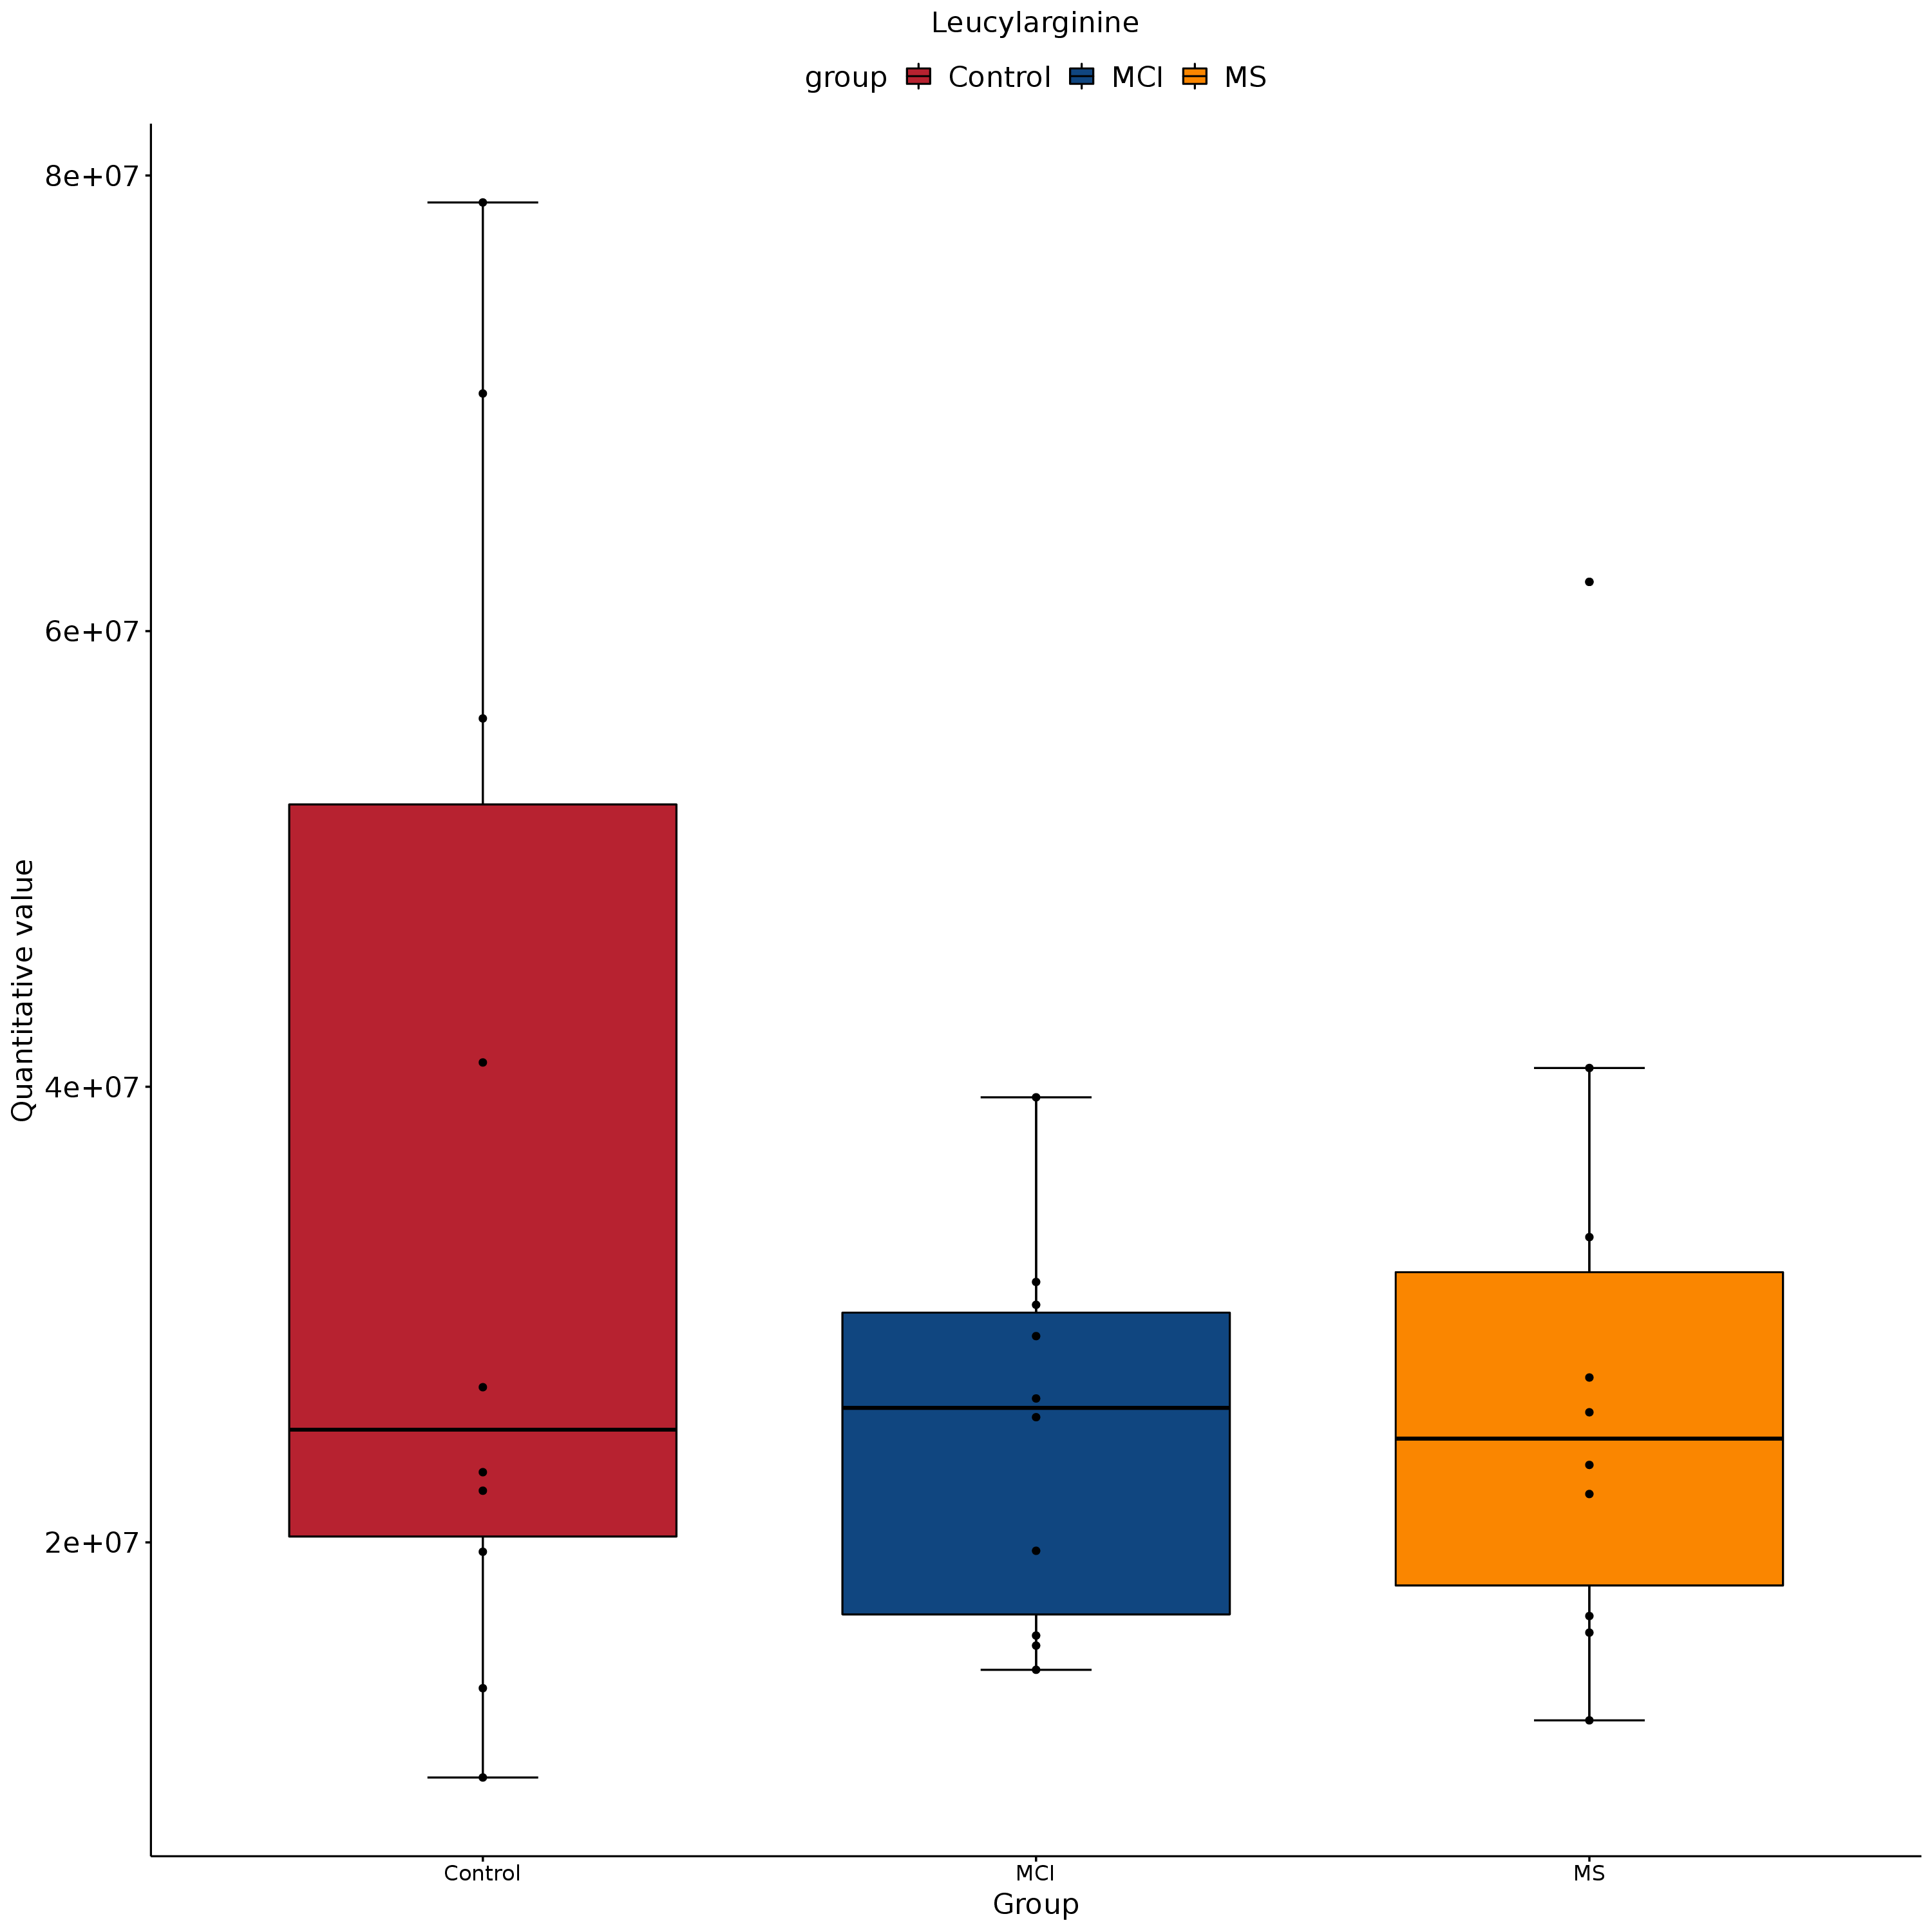 Leucylarginine
group Control MCI MS
8e+07
6e+07
4e+07
2e+07
Quantitative value
Control MCI MS
Group